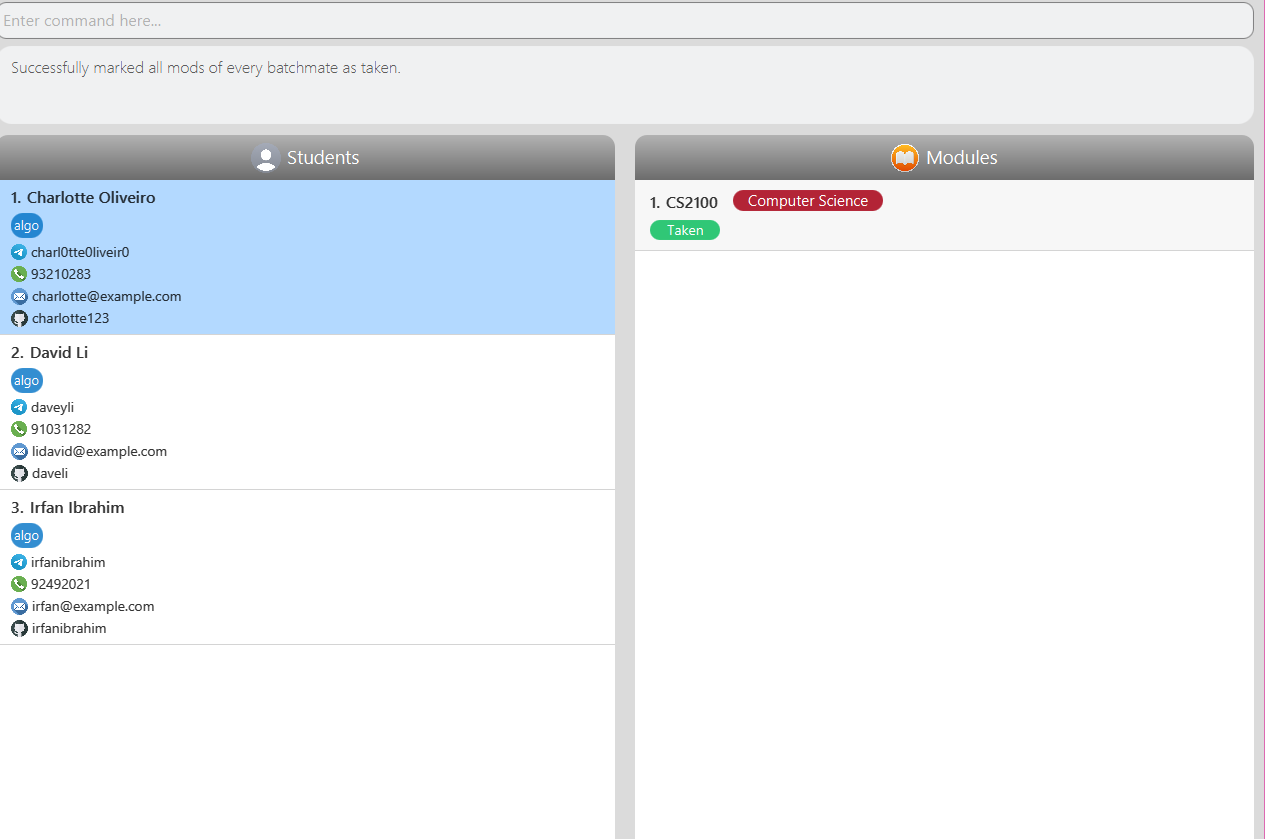 Enter command here...
Successfully marked all mods of every batchmate as taken.
Students
1. Charlotte Oliveiro
algo
charl0tte0liveir0
93210283
charlotte@example.com
charlotte123
2. David Li
algo
daveyli
91031282
lidavid@example.com
daveli
3. Irfan Ibrahim
algo
irfanibrahim
92492021
irfan@example.com
irfanibrahim
Modules
1. CS2100 Computer Science
Taken